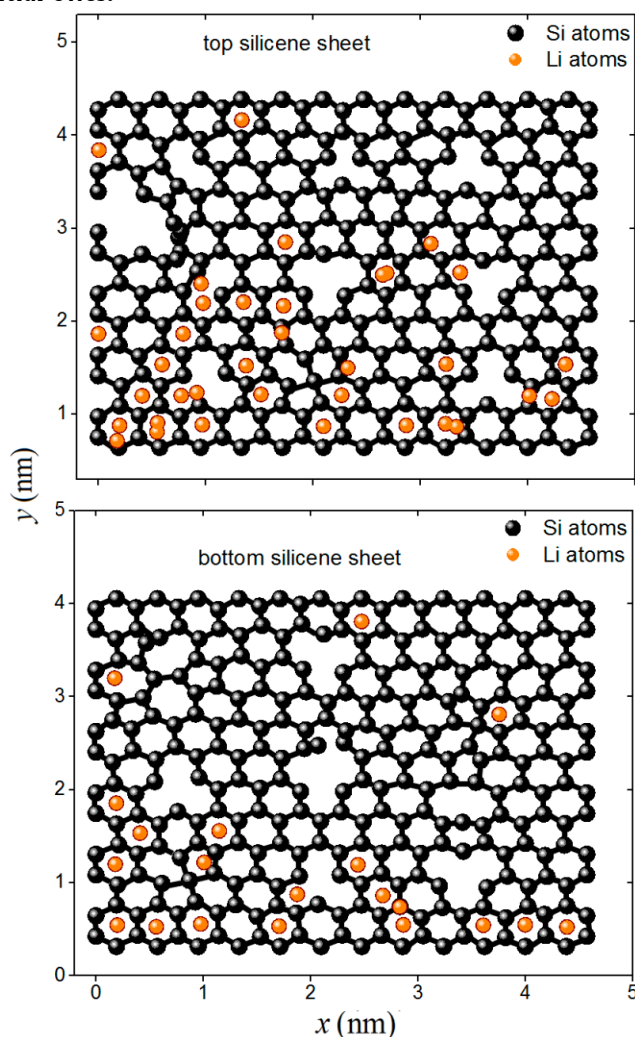 5
top silicene sheet
Si atoms
Li atoms
4
3
2
1
y (nm)
5
bottom silicene sheet
Si atoms
Li atoms
4
3
2
1
0
0 1 2 3 4 5
x (nm)